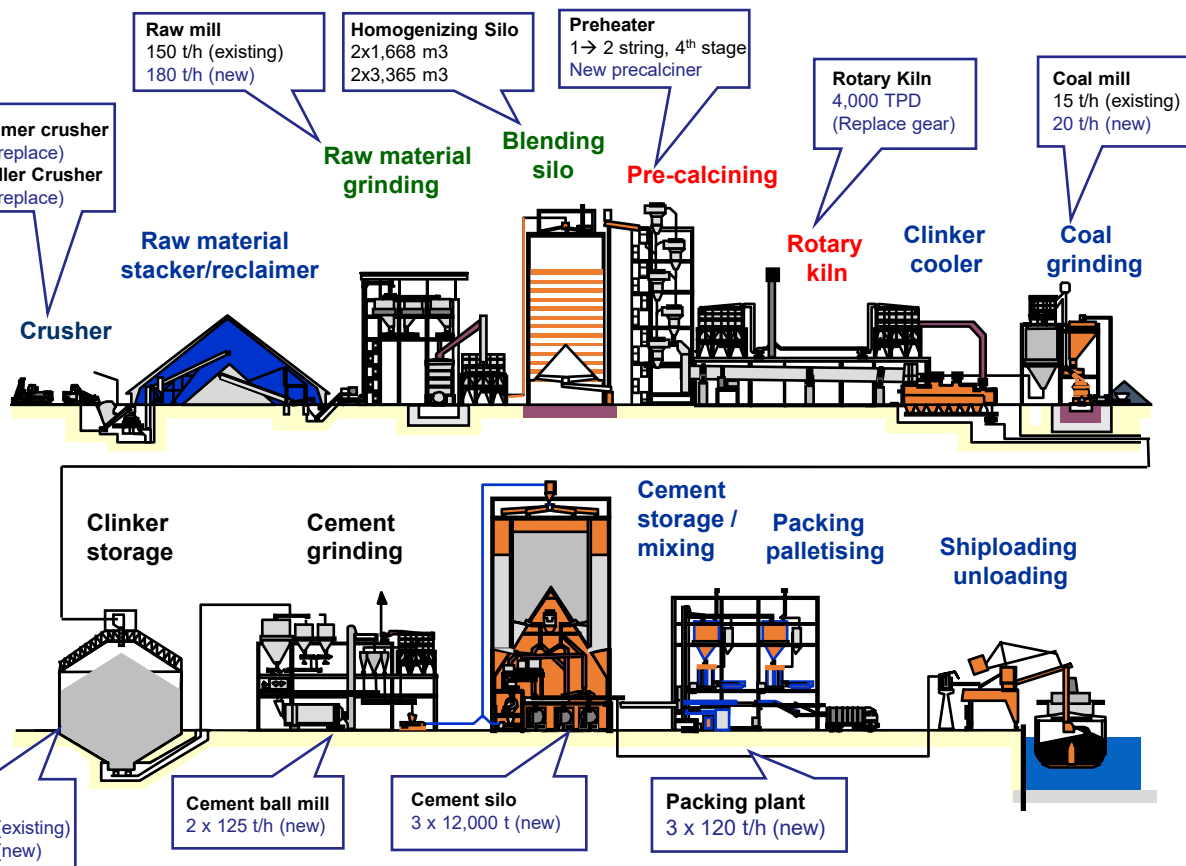 Raw mill
150 t/h (existing)
180 t/h (new)
Homogenizing Silo
2x1,668 m3
2x3,365 m3
Preheater
1→ 2 string, 4th stage
New precalciner
Rotary Kiln
4,000 TPD
(Replace gear)
Coal mill
15 t/h (existing)
20 t/h (new)
mer crusher
replace)
ller Crusher
replace)
Raw material
grinding
Blending
silo
Pre-calcining
Raw material
stacker/reclaimer
Rotary
kiln
Clinker
cooler
Coal
grinding
Crusher
Clinker
storage
Cement
grinding
Cement
storage /
mixing
Packing
palletising
Shiploading
unloading
(existing)
(new)
Cement ball mill
2 x 125 t/h (new)
Cement silo
3 x 12,000 t (new)
Packing plant
3 x 120 t/h (new)